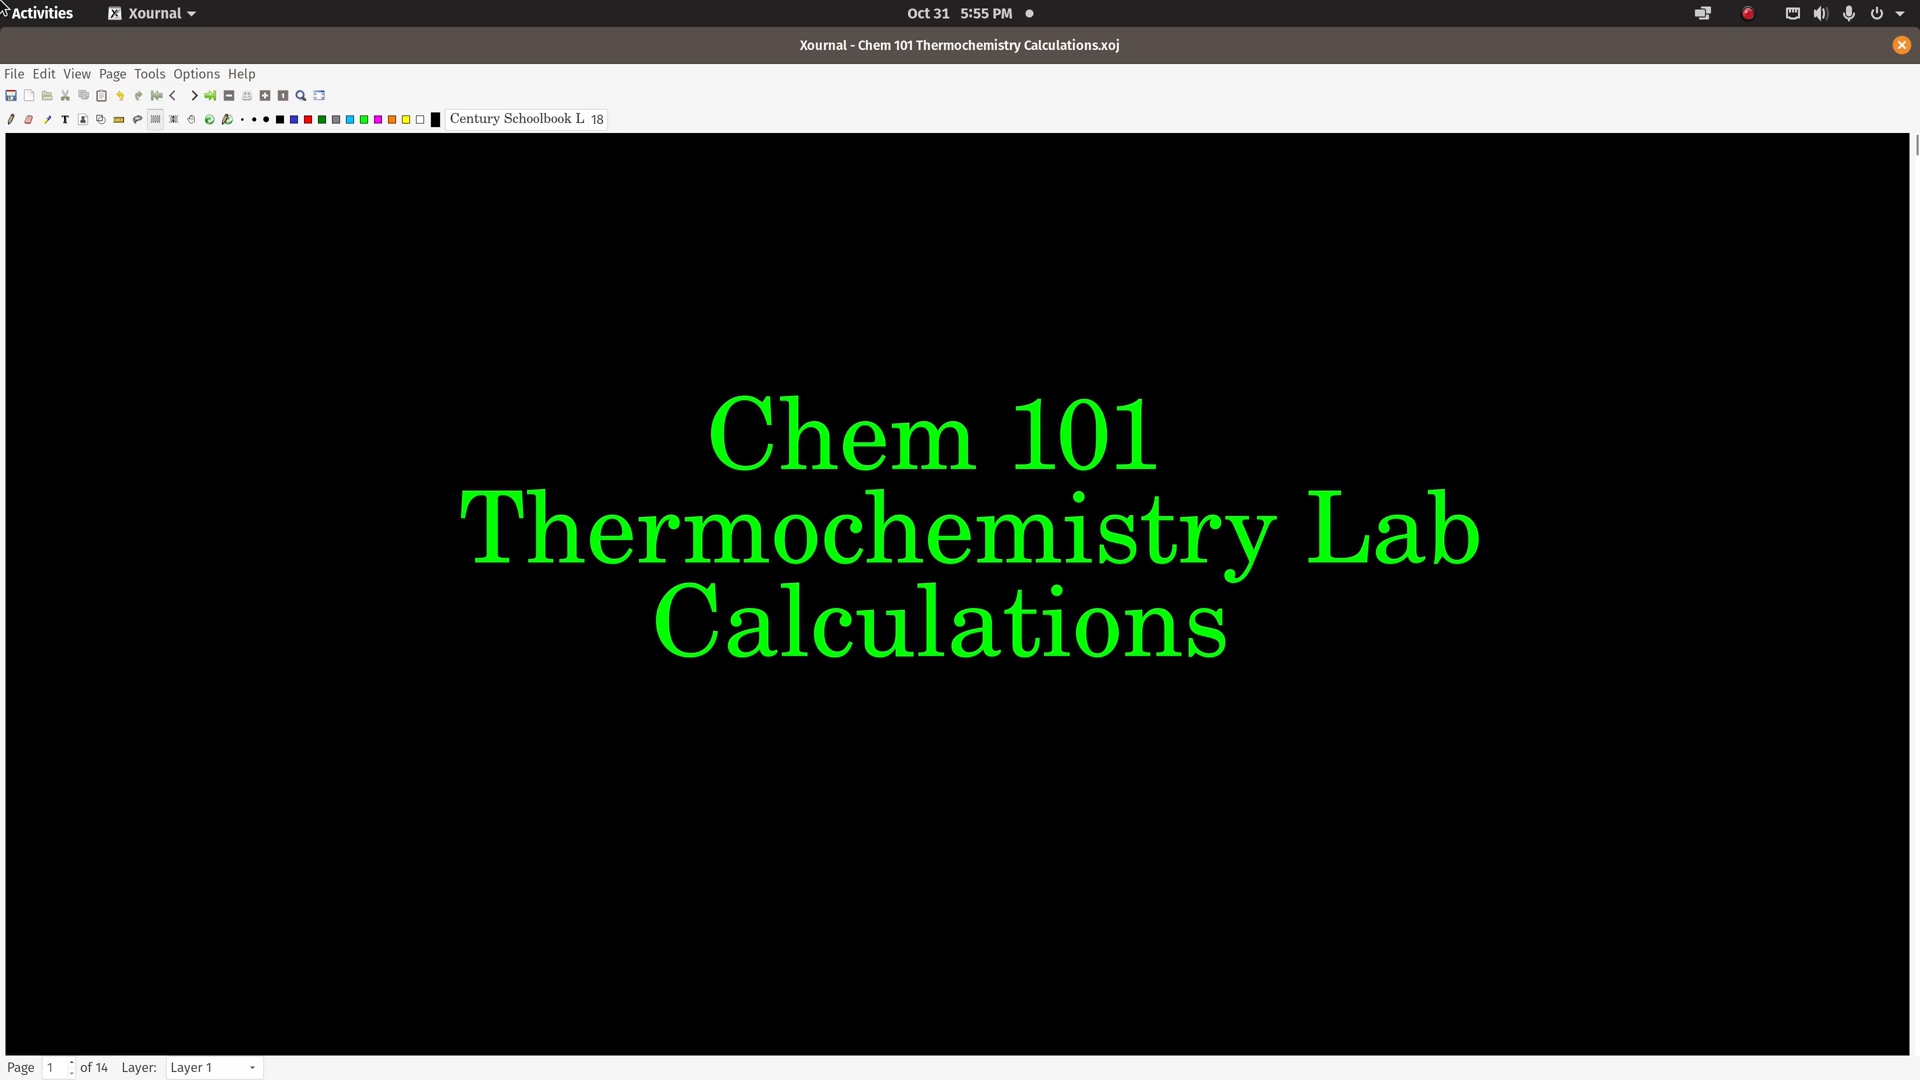 Activities Xournal Oct 31 5:55 PM
Xournal - Chem 101 Thermochemistry Calculations.xoj
File Edit View Page Tools Options Help
T Century Schoolbook L 18
Chem 101
Thermochemistry Lab
Calculations
Page 1 of 14 Layer: Layer 1